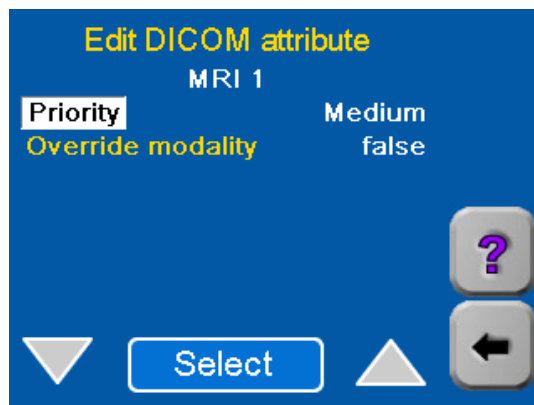 Edit DICOM attribute
MRI 1
Priority Medium
Override modality false
?
Select